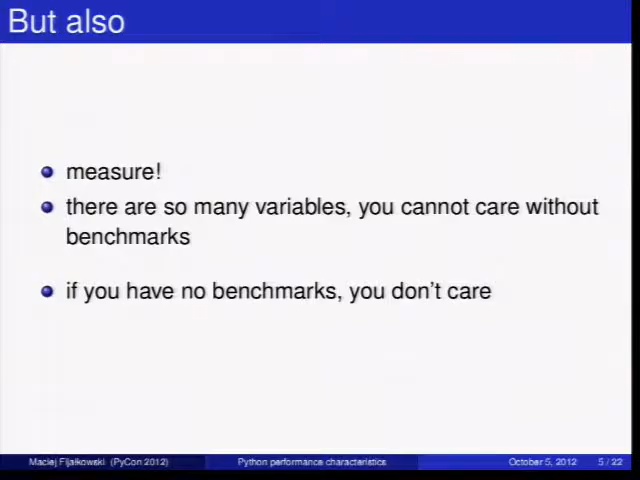 But also
measure!
there are so many variables, you cannot care without
benchmarks
if you have no benchmarks, you don't care
Maciej Fijałkowski (PyCon 2012) Python performance characteristics October 5, 2012 5 / 22